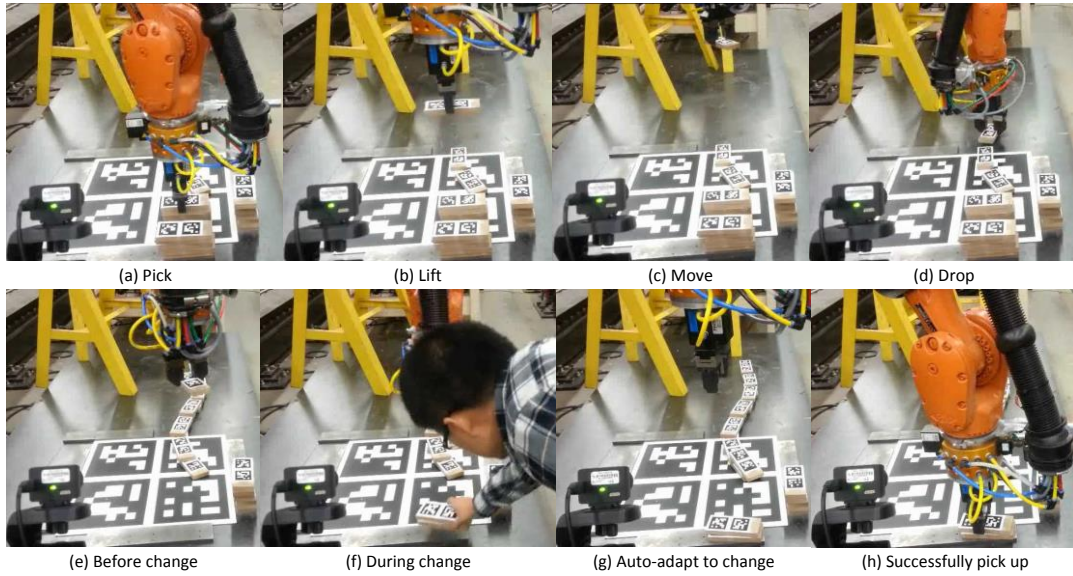 (a) Pick
(b) Lift
(c) Move
(d) Drop
(e) Before change
(f) During change
(g) Auto-adapt to change
(h) Successfully pick up